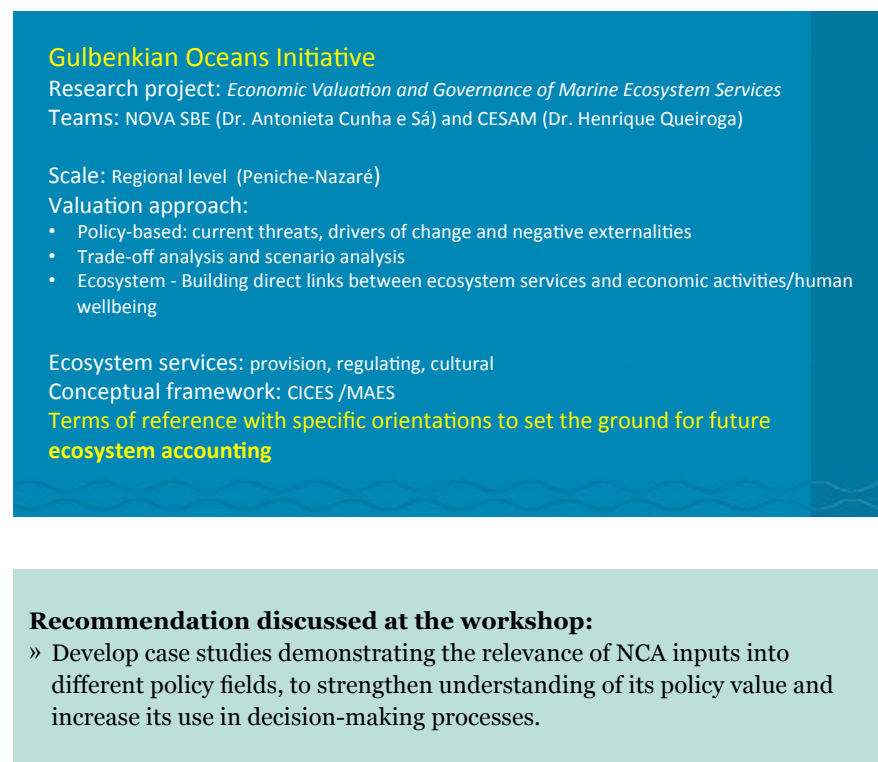 Gulbenkian Oceans Initiative
Research project: Economic Valuation and Governance of Marine Ecosystem Services
Teams: NOVA SBE (Dr. Antonieta Cunha e Sá) and CESAM (Dr. Henrique Queiroga)
Scale: Regional level (Peniche-Nazaré)
Valuation approach:
• Policy-based: current threats, drivers of change and negative externalities
• Trade-off analysis and scenario analysis
• Ecosystem - Building direct links between ecosystem services and economic activities/human
wellbeing
Ecosystem services: provision, regulating, cultural
Conceptual framework: CICES /MAES
Terms of reference with specific orientations to set the ground for future
ecosystem accounting
Recommendation discussed at the workshop:
» Develop case studies demonstrating the relevance of NCA inputs into
different policy fields, to strengthen understanding of its policy value and
increase its use in decision-making processes.